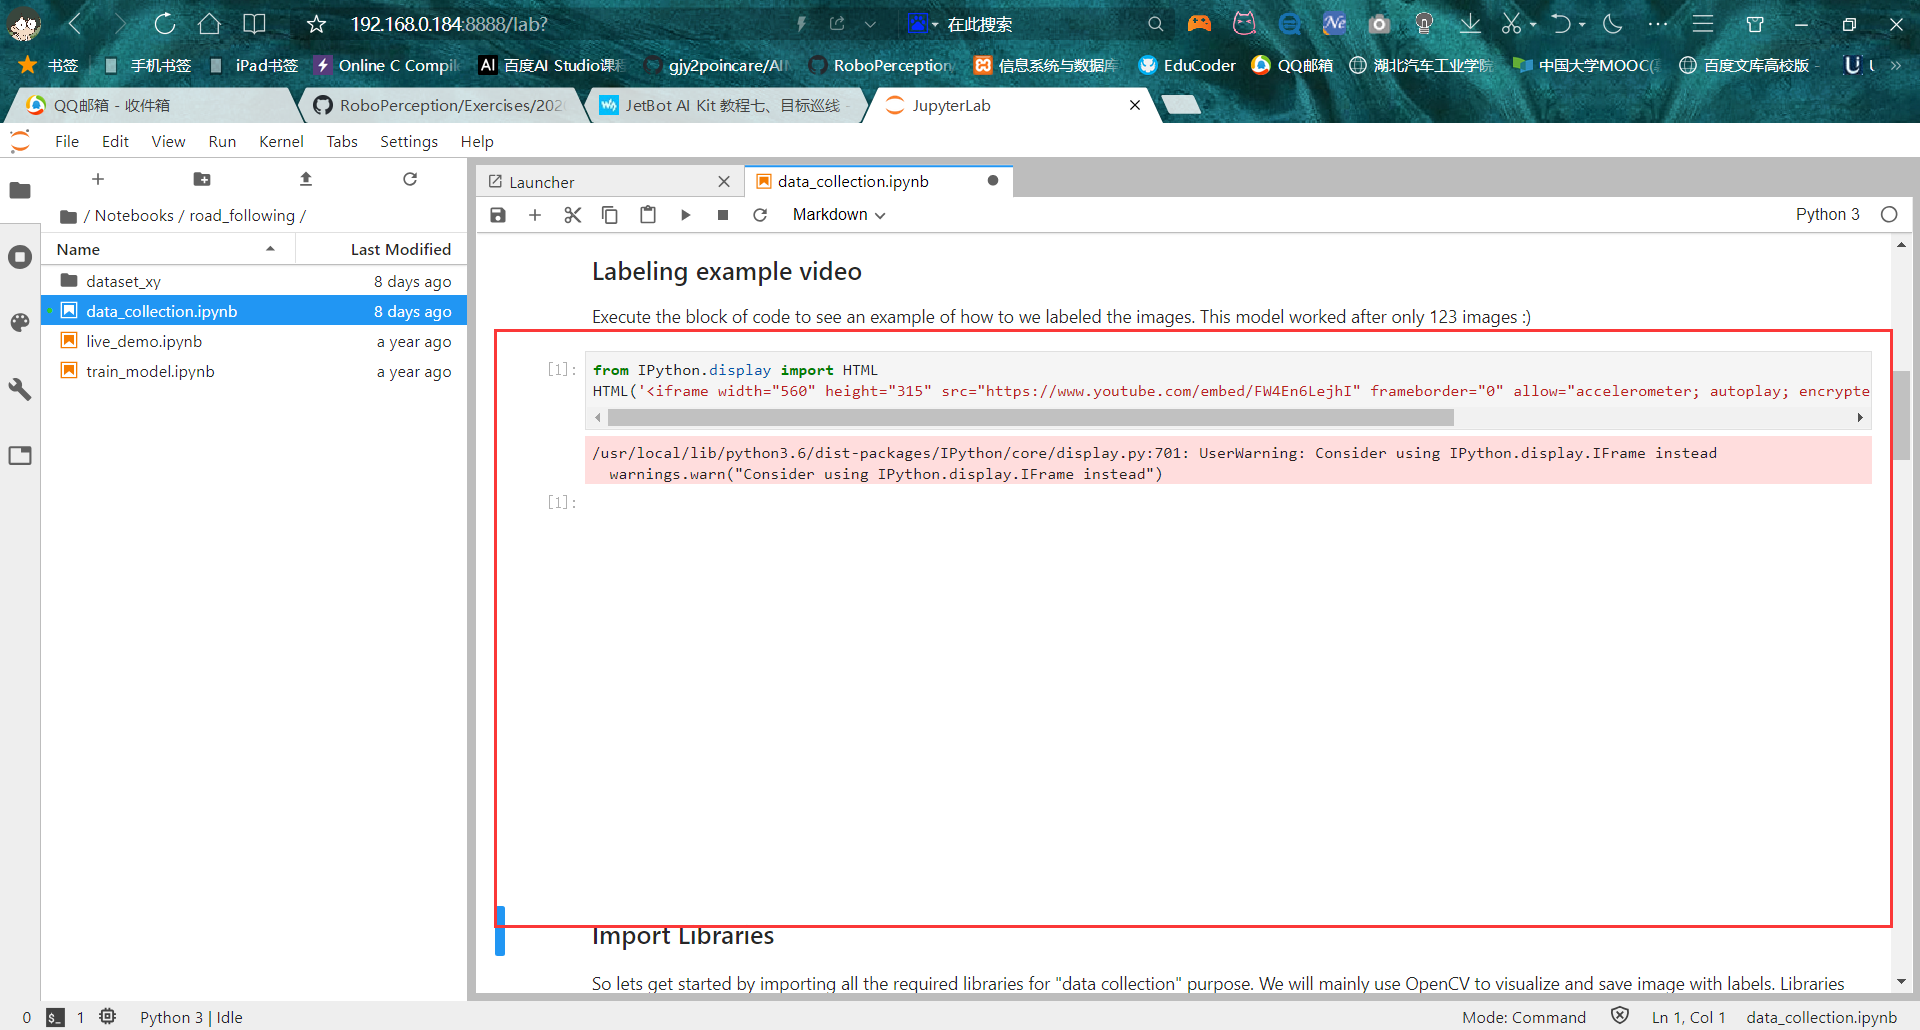 192.168.0.184:8888/lab?
在此搜索
书签
手机书签
iPad书签
Online C Compil
百度AI Studio课程
gjy2poincare/AI
RoboPerception
信息系统与数据库
EduCoder
QQ邮箱
湖北汽车工业学院
中国大学MOOC(
百度文库高校版 -
QQ邮箱 - 收件箱
RoboPerception/Exercises/202
JetBot AI Kit 教程七、目标巡线 -
JupyterLab
File Edit View Run Kernel Tabs Settings Help
Launcher
data_collection.ipynb
/ Notebooks / road_following /
Markdown
Python 3
Name Last Modified
dataset_xy 8 days ago
data_collection.ipynb 8 days ago
live_demo.ipynb a year ago
train_model.ipynb a year ago
Labeling example video
Execute the block of code to see an example of how to we labeled the images. This model worked after only 123 images :)
[1]:
from IPython.display import HTML
HTML('<iframe width="560" height="315" src="https://www.youtube.com/embed/FW4En6LejhI" frameborder="0" allow="accelerometer; autoplay; encrypte
/usr/local/lib/python3.6/dist-packages/IPython/core/display.py:701: UserWarning: Consider using IPython.display.IFrame instead
warnings.warn("Consider using IPython.display.IFrame instead")
[1]:
Import Libraries
So lets get started by importing all the required libraries for "data collection" purpose. We will mainly use OpenCV to visualize and save image with labels. Libraries
0 1 Python 3 | Idle
Mode: Command Ln 1, Col 1 data_collection.ipynb